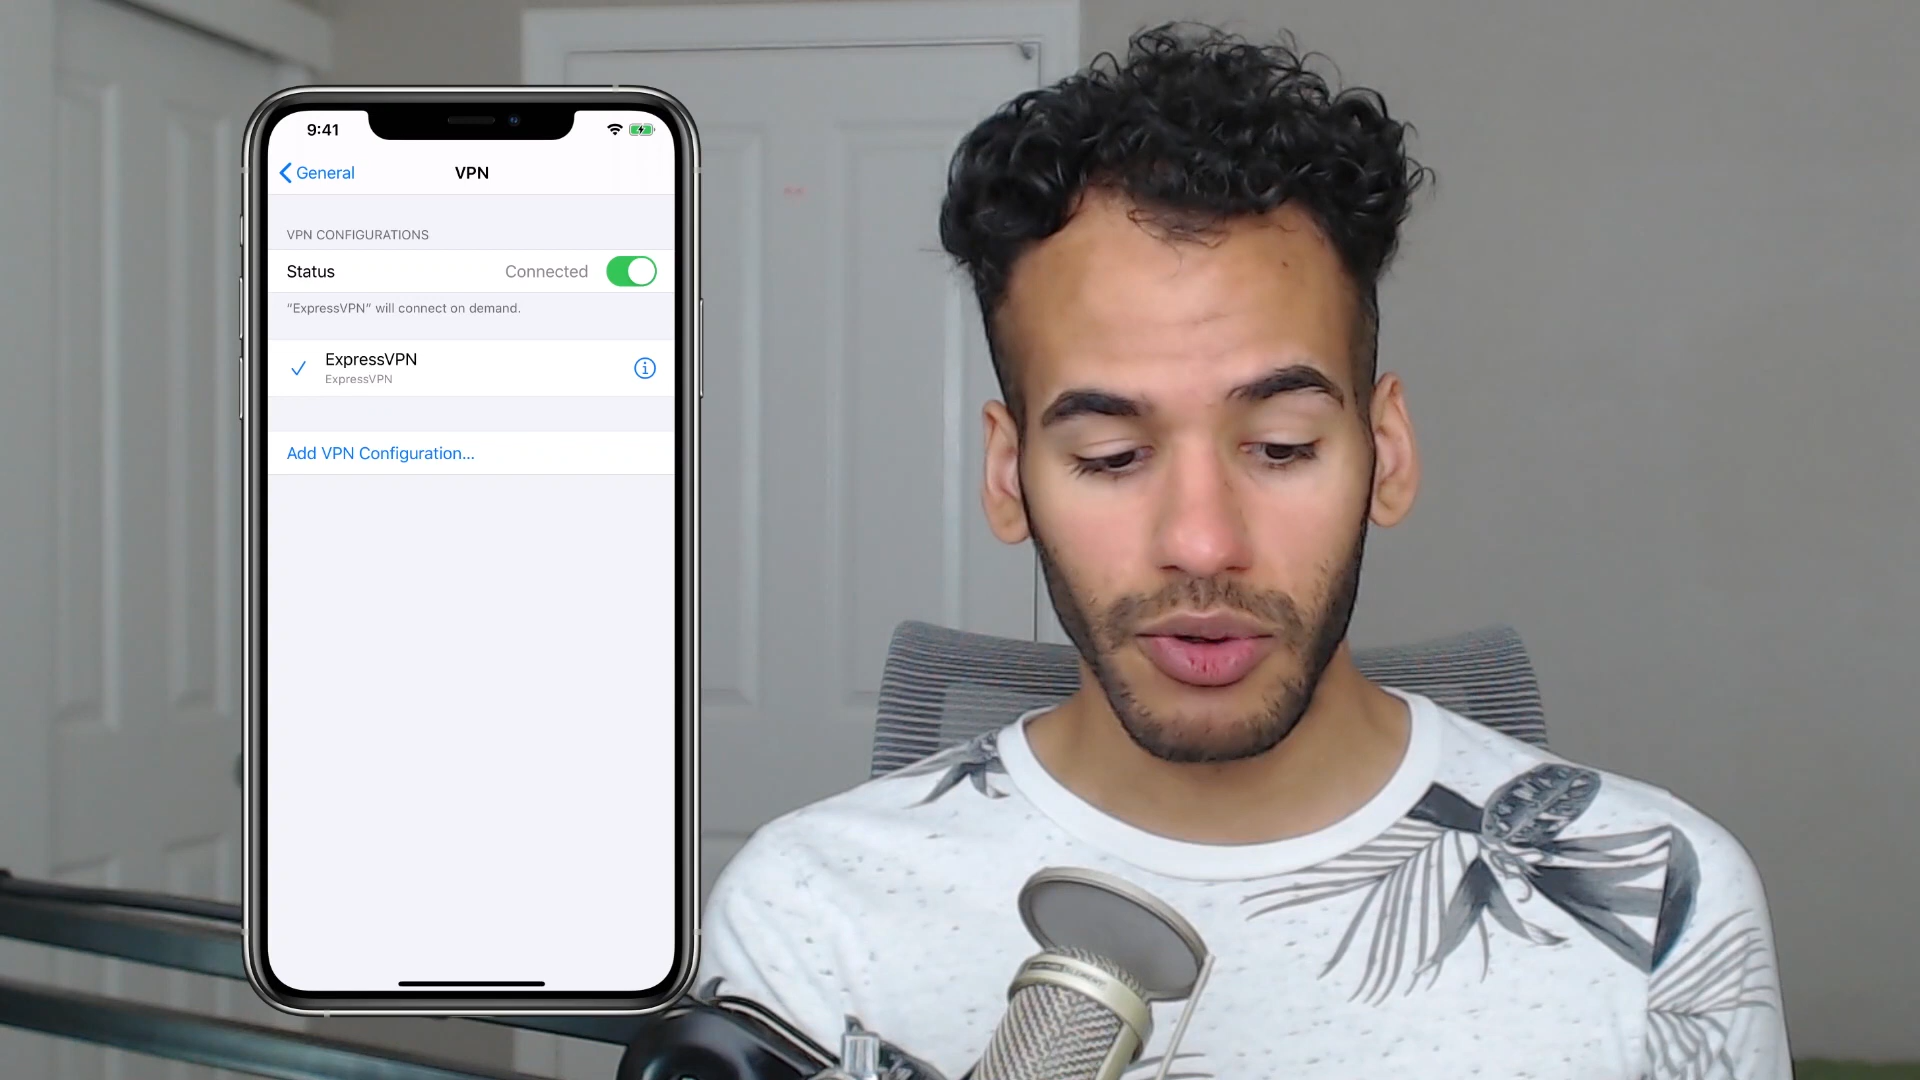 9:41
General
VPN
VPN CONFIGURATIONS
Status
Connected
“ExpressVPN” will connect on demand.
ExpressVPN
ExpressVPN
Add VPN Configuration...